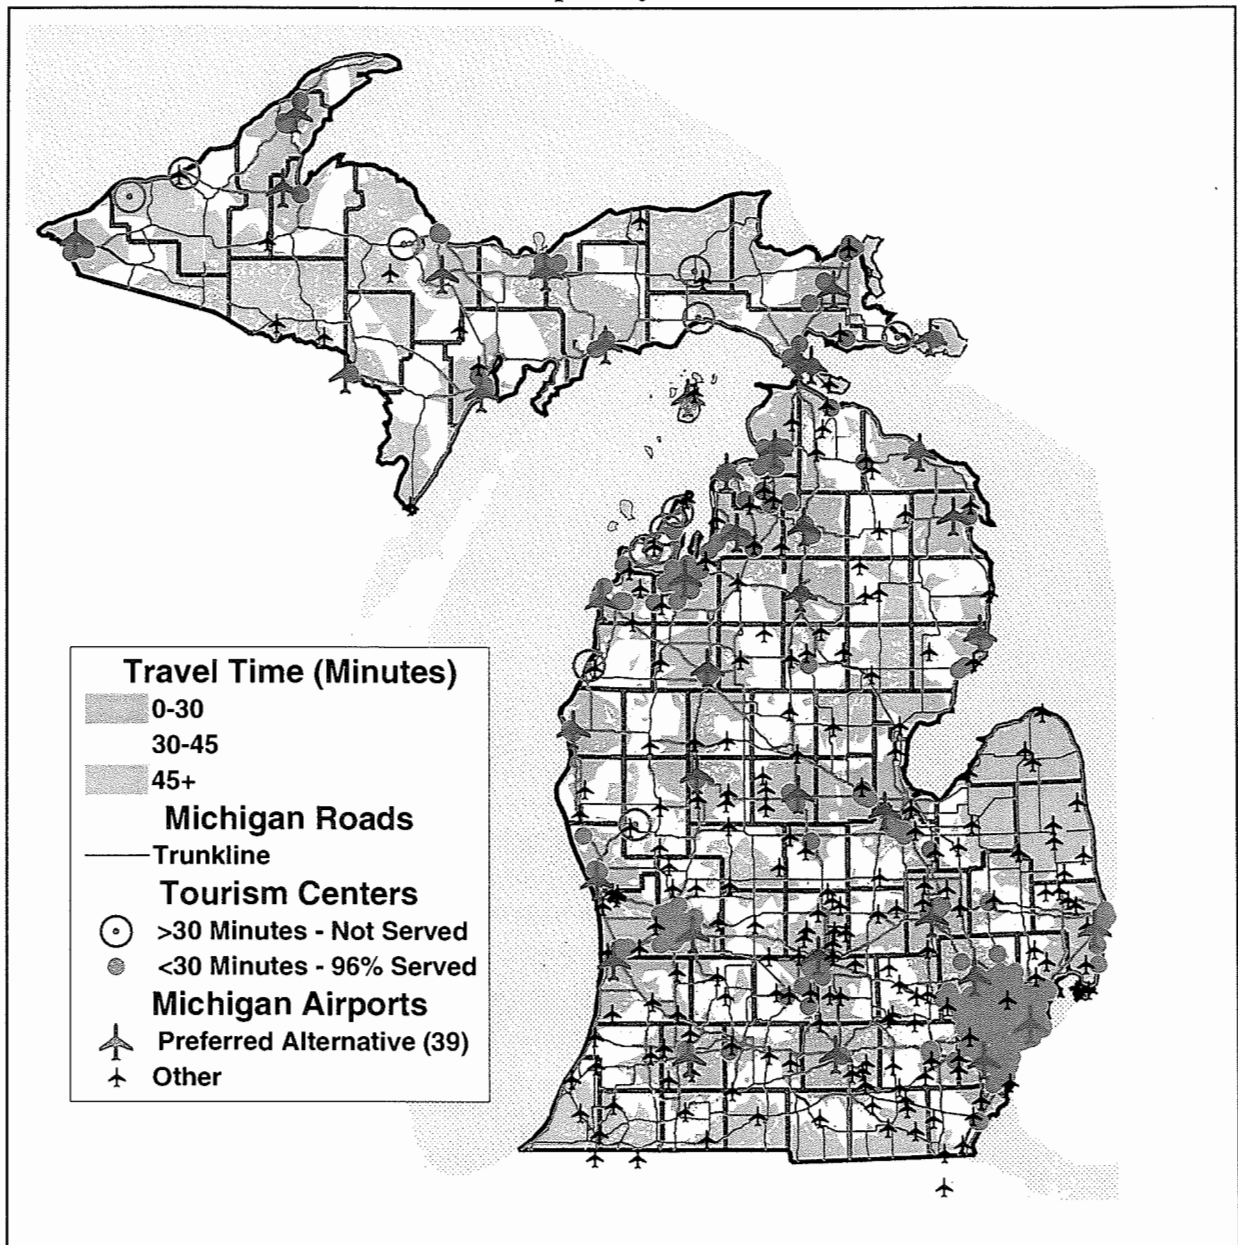 Travel Time (Minutes)
0-30
30-45
45+
Michigan Roads
Trunkline
Tourism Centers
>30 Minutes - Not Served
<30 Minutes - 96% Served
Michigan Airports
Preferred Alternative (39)
Other